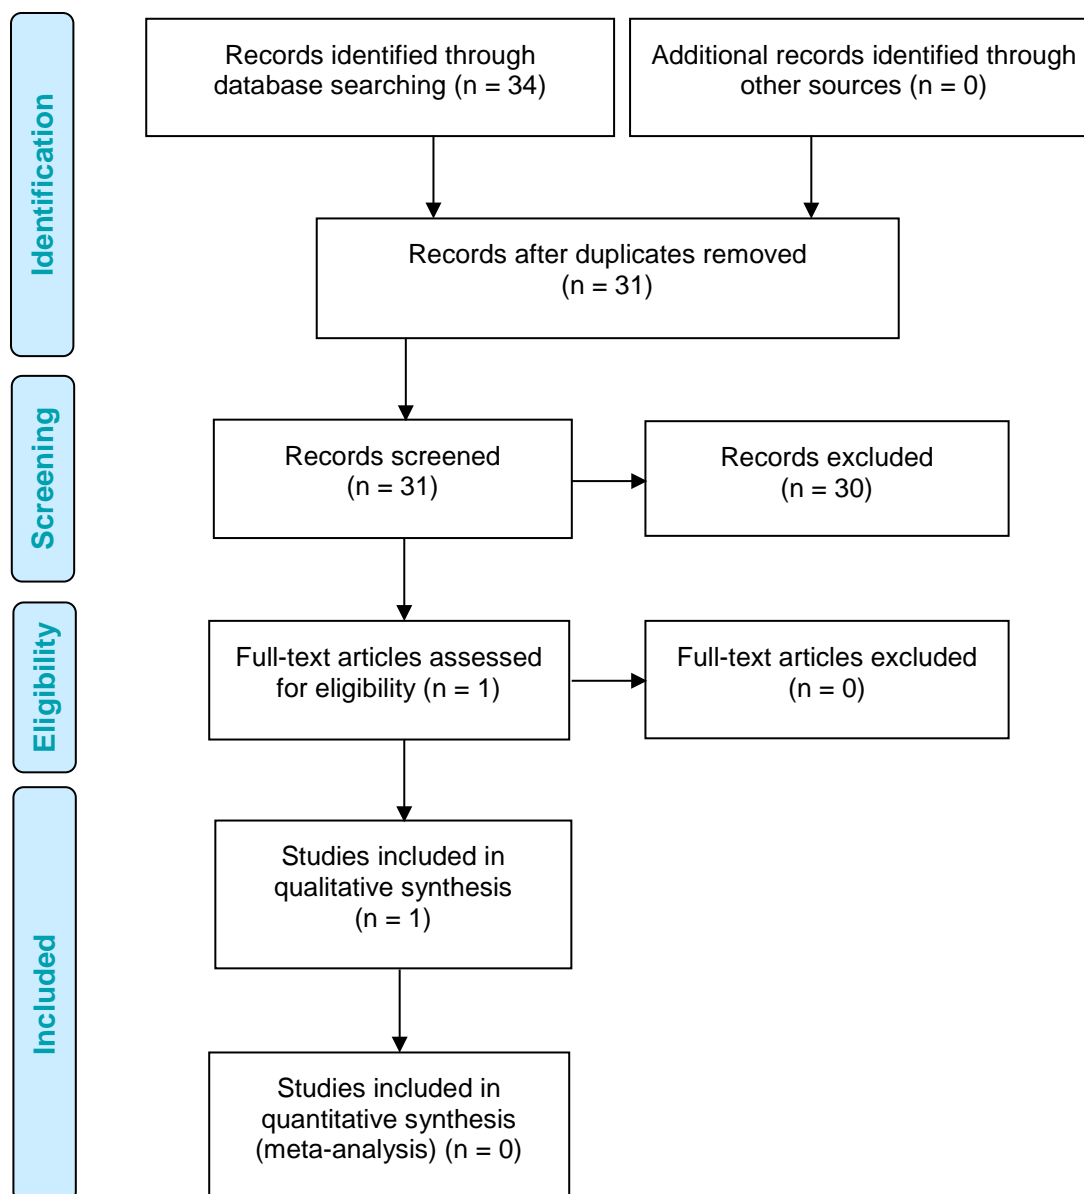 Identification
Records identified through
database searching (n = 34)
Additional records identified through
other sources (n = 0)
Records after duplicates removed
(n = 31)
Screening
Records screened
(n = 31)
Records excluded
(n = 30)
Eligibility
Full-text articles assessed
for eligibility (n = 1)
Full-text articles excluded
(n = 0)
Included
Studies included in
qualitative synthesis
(n = 1)
Studies included in
quantitative synthesis
(meta-analysis) (n = 0)